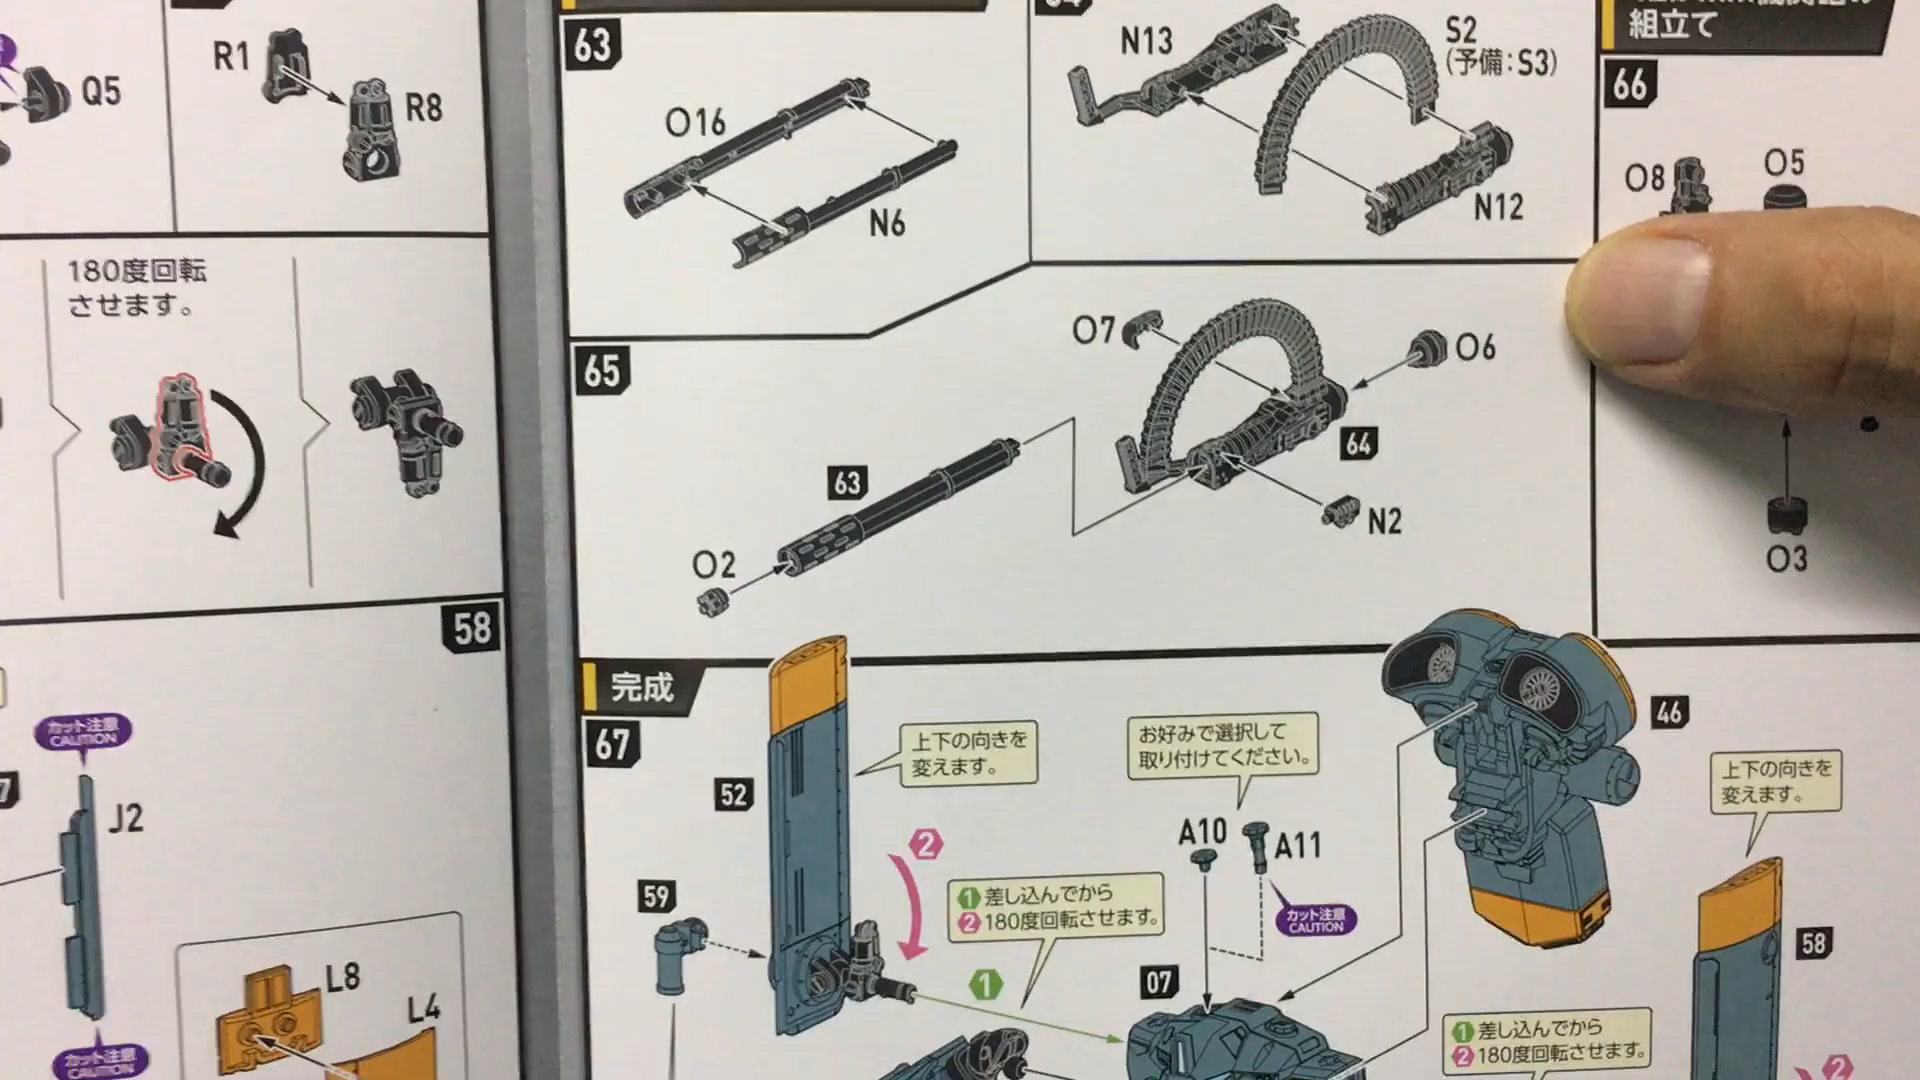 Q5
R1
R8
180度回転
させます。
58
カット注意
CAUTION
J2
L8
L4
カット注意
CAUTION
63
O16
N6
N13
S2
(予備:S3)
N12
組立て
66
O8
O5
O3
65
O7
O6
64
63
N2
O2
完成
67
52
上下の向きを
変えます。
お好みで選択して
取り付けてください。
46
上下の向きを
変えます。
A10
A11
カット注意
CAUTION
2
59
1 差し込んでから
2 180度回転させます。
1
07
58
1 差し込んでから
2 180度回転させます。
2